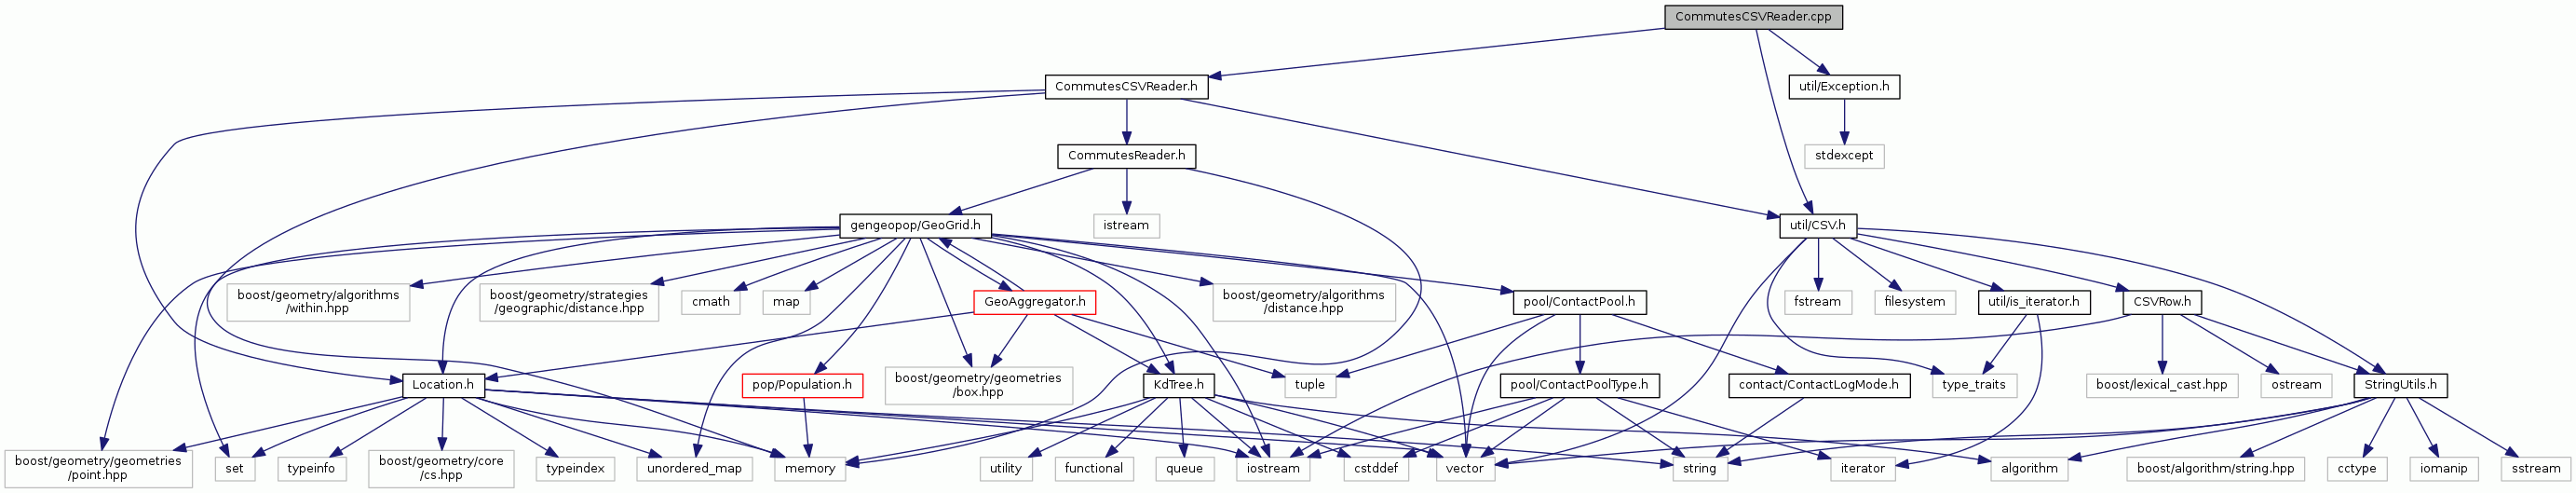 CommutesCSVReader.cpp
CommutesCSVReader.h
util/Exception.h
CommutesReader.h
stdexcept
gengeopop/GeoGrid.h
istream
util/CSV.h
boost/geometry/algorithms
/within.hpp
boost/geometry/strategies
/geographic/distance.hpp
cmath
map
GeoAggregator.h
boost/geometry/algorithms
/distance.hpp
pool/ContactPool.h
fstream
filesystem
util/is_iterator.h
CSVRow.h
Location.h
pop/Population.h
boost/geometry/geometries
/box.hpp
KdTree.h
tuple
pool/ContactPoolType.h
contact/ContactLogMode.h
type_traits
boost/lexical_cast.hpp
ostream
StringUtils.h
boost/geometry/geometries
/point.hpp
set
typeinfo
boost/geometry/core
/cs.hpp
typeindex
unordered_map
memory
utility
functional
queue
iostream
cstddef
vector
string
iterator
algorithm
boost/algorithm/string.hpp
cctype
iomanip
sstream